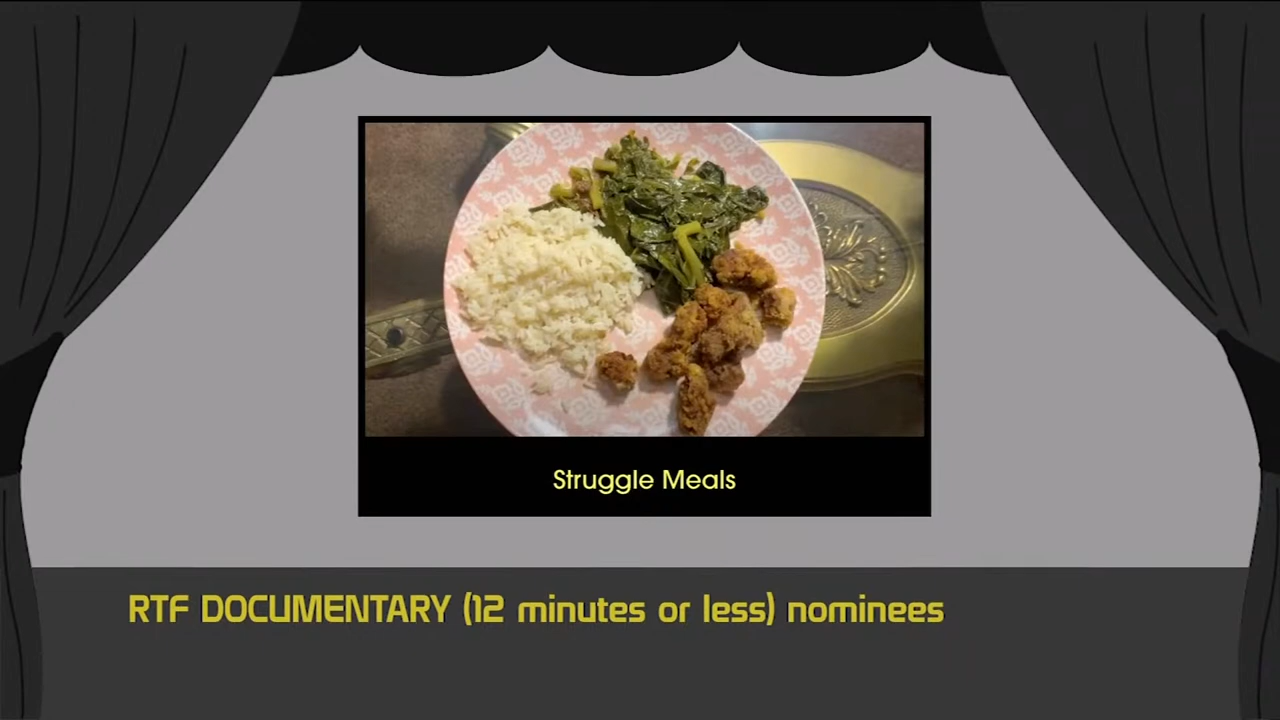 Struggle Meals
RTF DOCUMENTARY (12 minutes or less) nominees